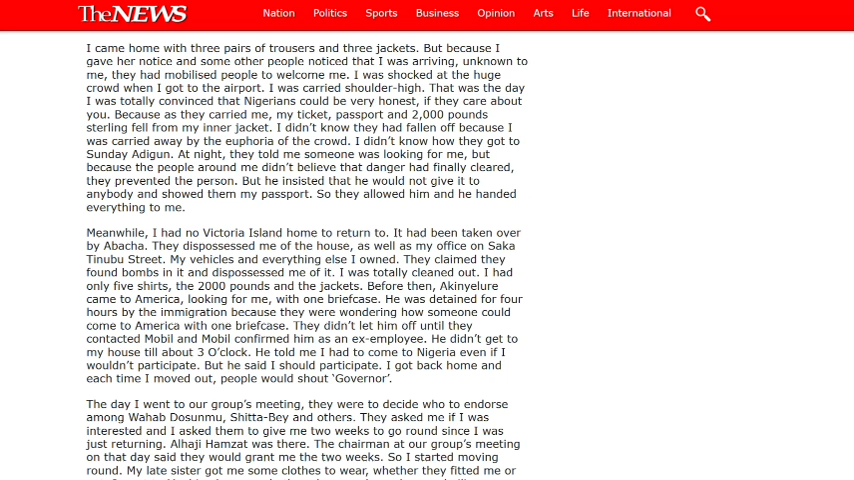 TheNEWS
Nation Politics Sports Business Opinion Arts Life International
I came home with three pairs of trousers and three jackets. But because I
gave her notice and some other people noticed that I was arriving, unknown to
me, they had mobilised people to welcome me. I was shocked at the huge
crowd when I got to the airport. I was carried shoulder-high. That was the day
I was totally convinced that Nigerians could be very honest, if they care about
you. Because as they carried me, my ticket, passport and 2,000 pounds
sterling fell from my inner jacket. I didn't know they had fallen off because I
was carried away by the euphoria of the crowd. I didn't know how they got to
Sunday Adigun. At night, they told me someone was looking for me, but
because the people around me didn't believe that danger had finally cleared,
they prevented the person. But he insisted that he would not give it to
anybody and showed them my passport. So they allowed him and he handed
everything to me.
Meanwhile, I had no Victoria Island home to return to. It had been taken over
by Abacha. They dispossessed me of the house, as well as my office on Saka
Tinubu Street. My vehicles and everything else I owned. They claimed they
found bombs in it and dispossessed me of it. I was totally cleaned out. I had
only five shirts, the 2000 pounds and the jackets. Before then, Akinyelure
came to America, looking for me, with one briefcase. He was detained for four
hours by the immigration because they were wondering how someone could
come to America with one briefcase. They didn't let him off until they
contacted Mobil and Mobil confirmed him as an ex-employee. He didn't get to
my house till about 3 O'clock. He told me I had to come to Nigeria even if I
wouldn't participate. But he said I should participate. I got back home and
each time I moved out, people would shout 'Governor'.
The day I went to our group's meeting, they were to decide who to endorse
among Wahab Dosunmu, Shitta-Bey and others. They asked me if I was
interested and I asked them to give me two weeks to go round since I was
just returning. Alhaji Hamzat was there. The chairman at our group's meeting
on that day said they would grant me the two weeks. So I started moving
round. My late sister got me some clothes to wear, whether they fitted me or